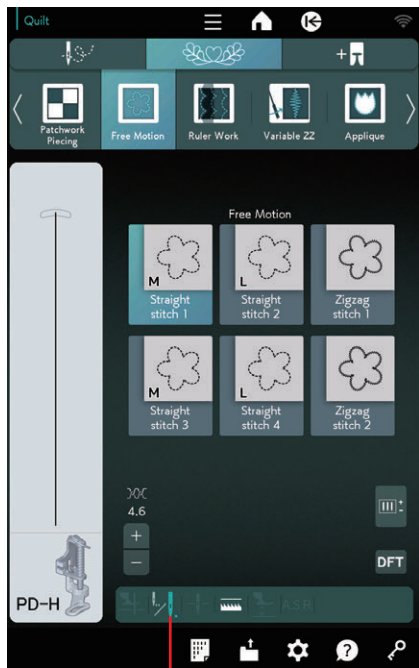 Quilt
Patchwork
Piecing
Free Motion
Ruler Work
Variable ZZ
Applique
Free Motion
M
Straight
stitch 1
L
Straight
stitch 2
Zigzag
stitch 1
M
Straight
stitch 3
L
Straight
stitch 4
Zigzag
stitch 2
4.6
+
−
DFT
PD-H
A.S.R
?